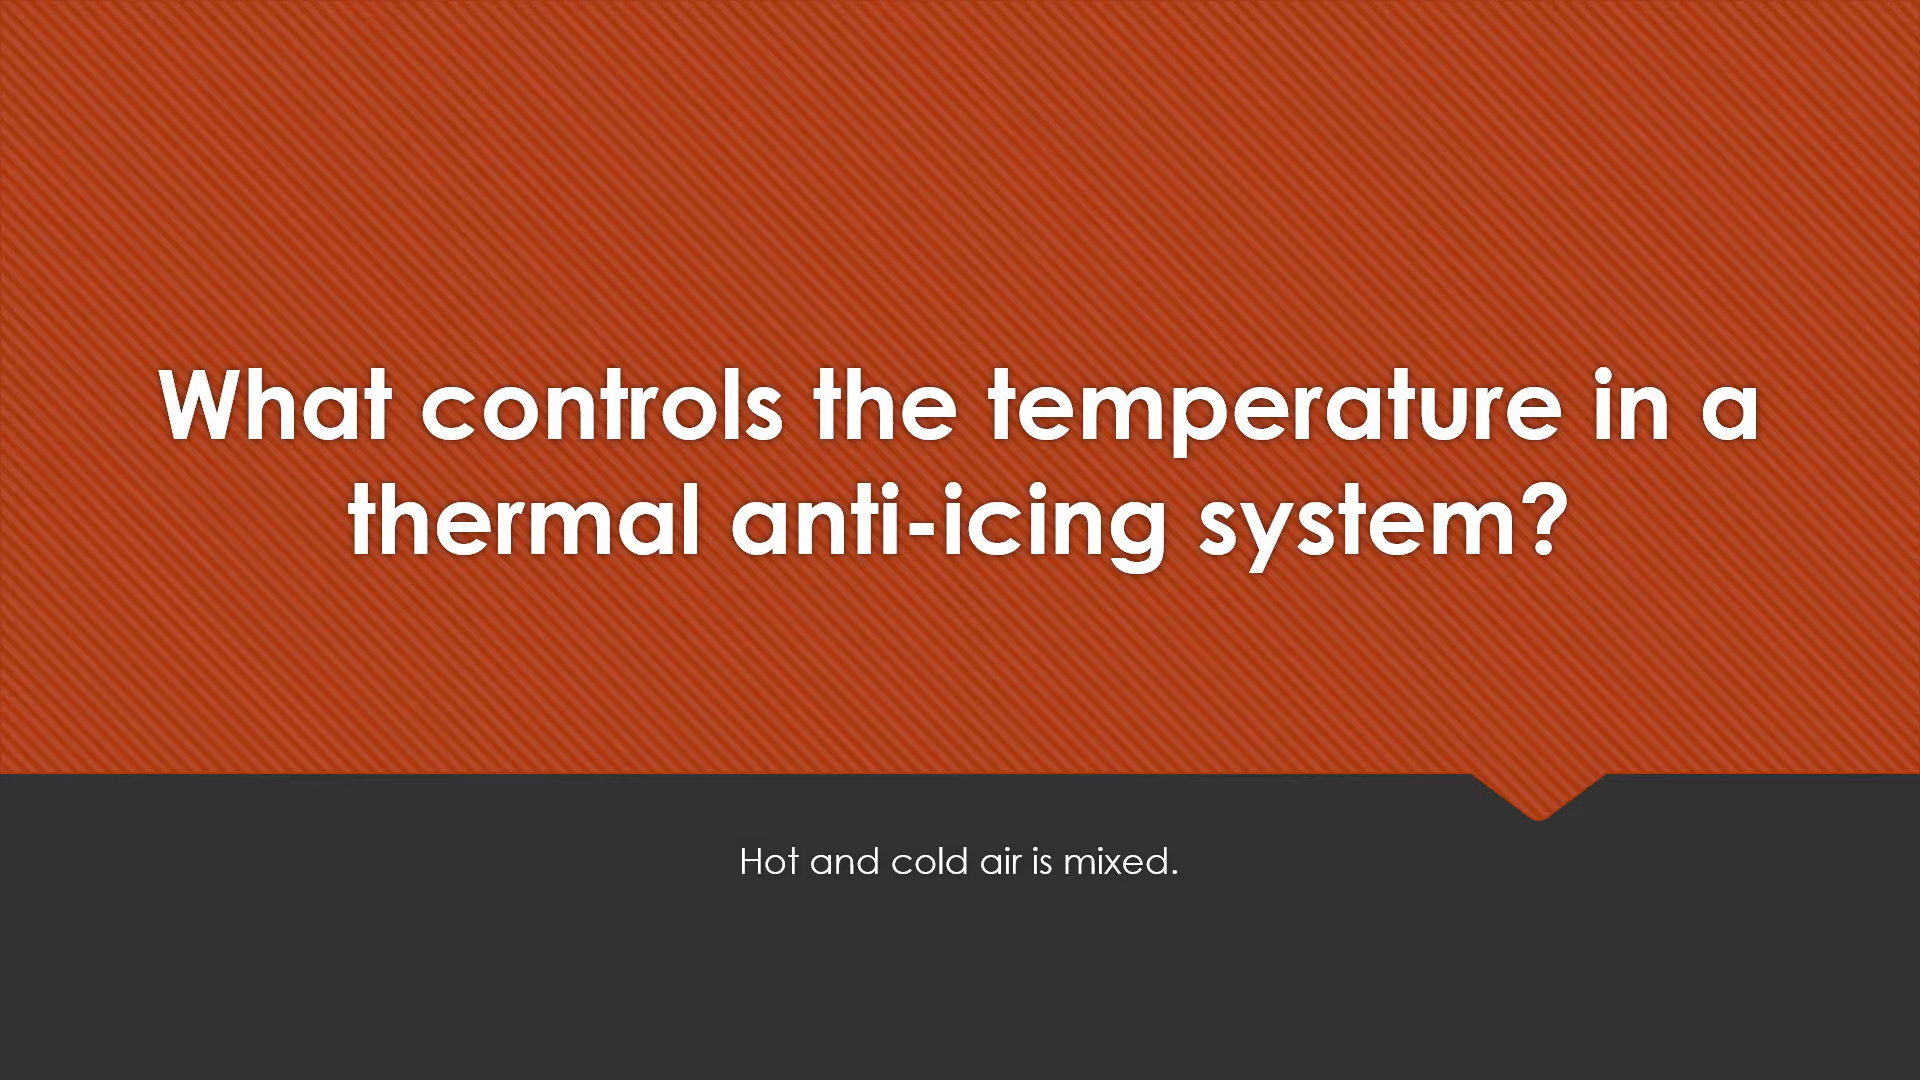 What controls the temperature in a
thermal anti-icing system?
Hot and cold air is mixed.